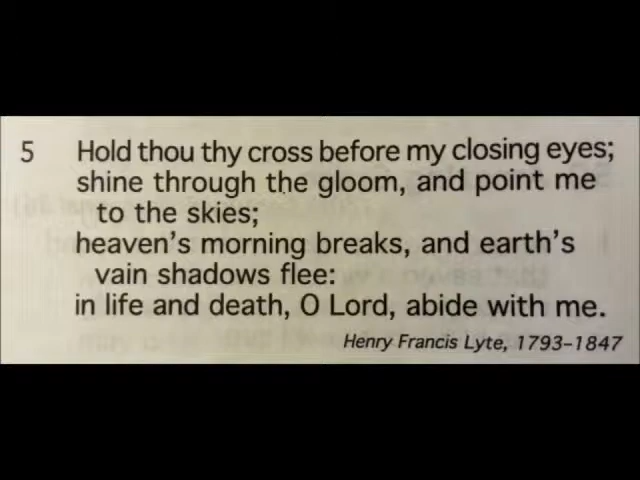 5 Hold thou thy cross before my closing eyes;
shine through the gloom, and point me
to the skies;
heaven's morning breaks, and earth's
vain shadows flee:
in life and death, O Lord, abide with me.
Henry Francis Lyte, 1793–1847